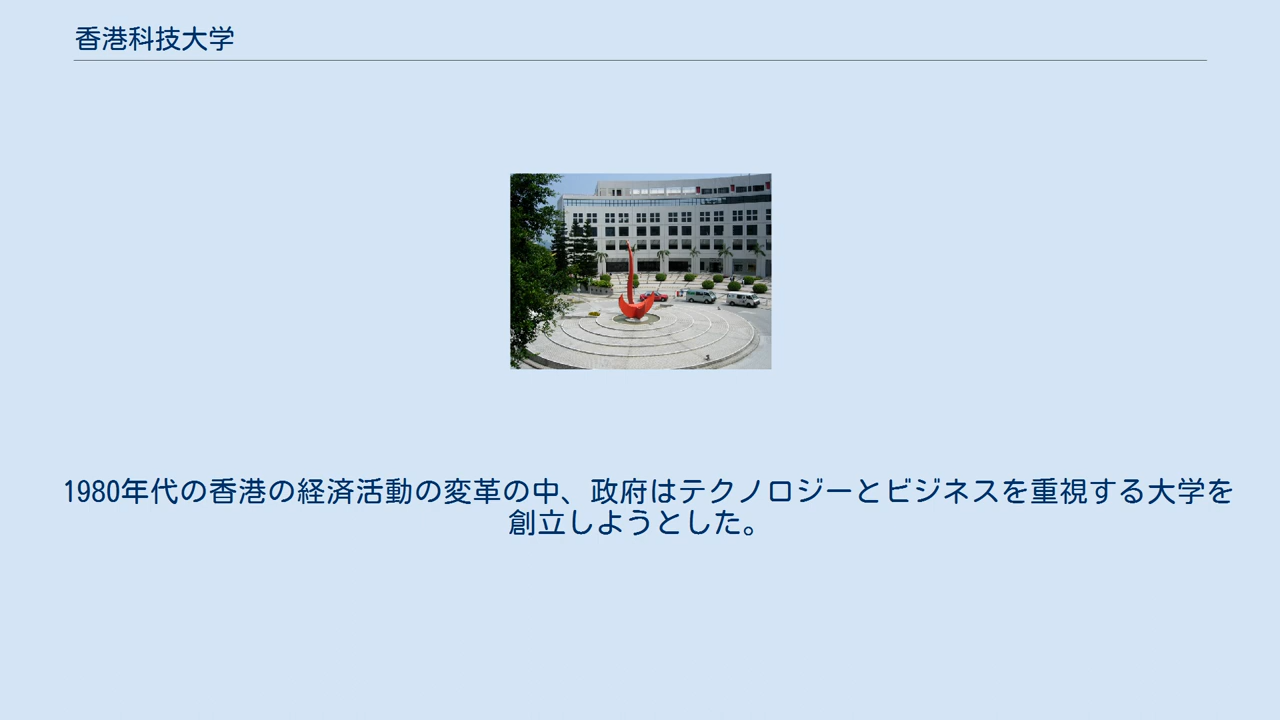 香港科技大学
1980年代の香港の経済活動の変革の中、政府はテクノロジーとビジネスを重視する大学を
創立しようとした。